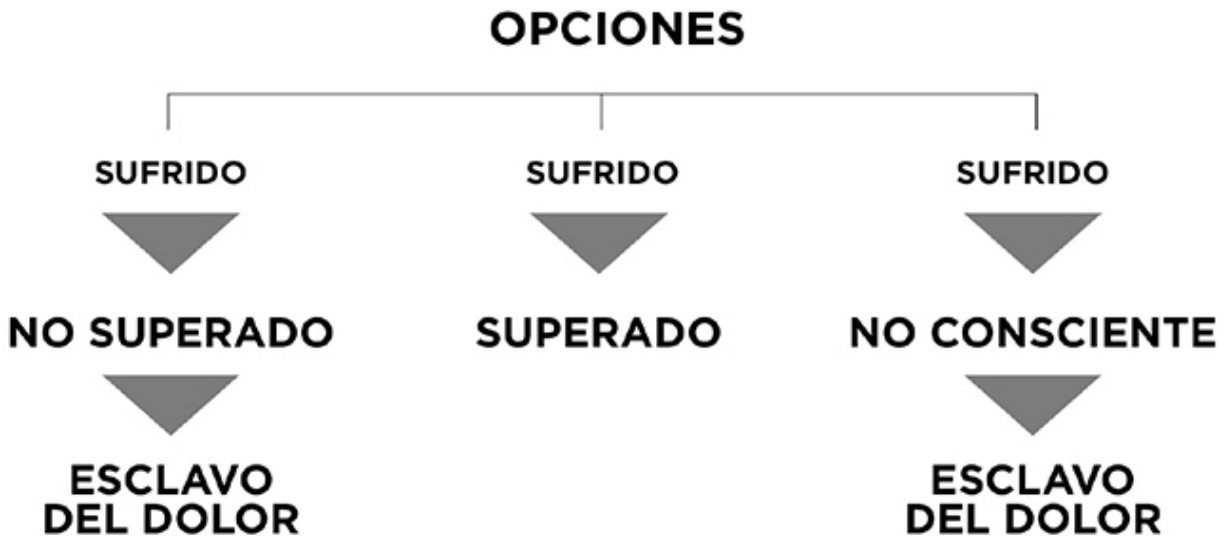 OPCIONES
SUFRIDO
SUFRIDO
SUFRIDO
NO SUPERADO
SUPERADO
NO CONSCIENTE
ESCLAVO
DEL DOLOR
ESCLAVO
DEL DOLOR